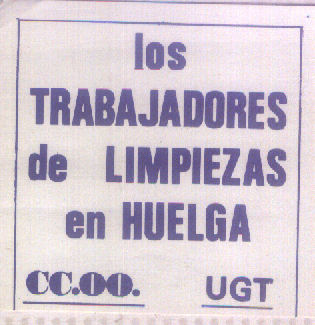 los
TRABAJADORES
de LIMPIEZAS
en HUELGA
CC.OO. UGT